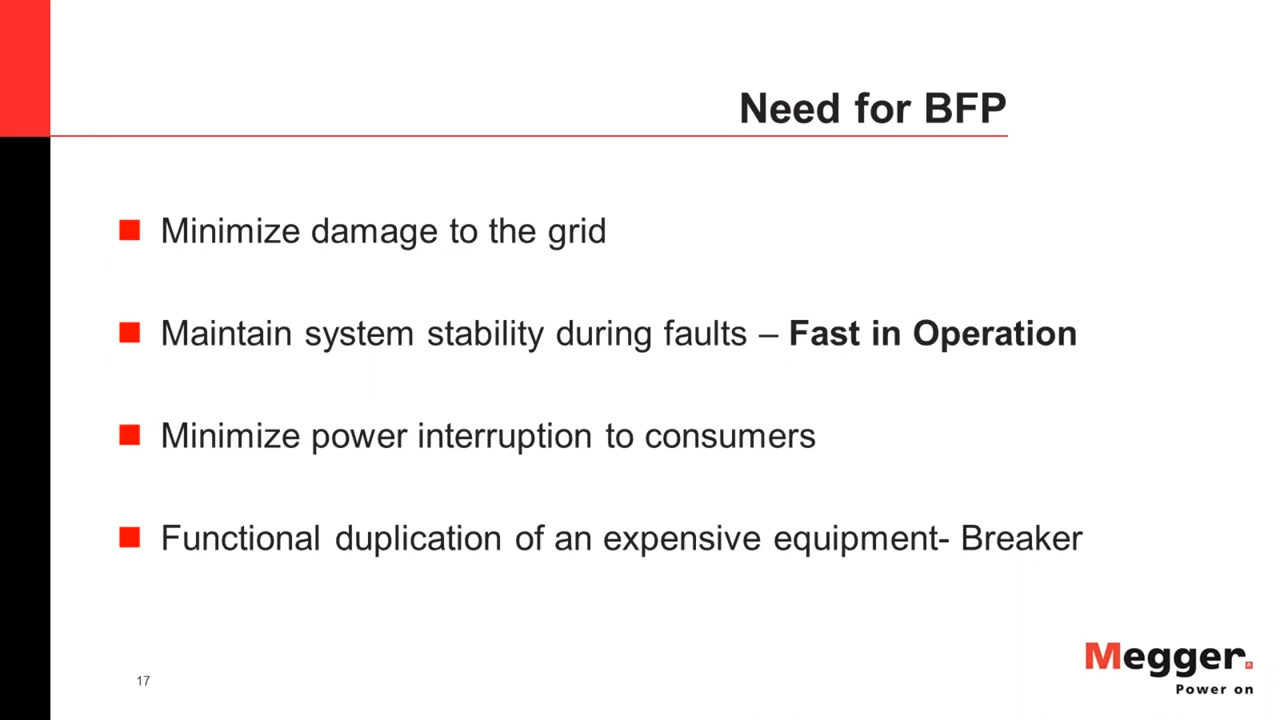 Need for BFP
Minimize damage to the grid
Maintain system stability during faults – Fast in Operation
Minimize power interruption to consumers
Functional duplication of an expensive equipment- Breaker
17
Megger
Power on